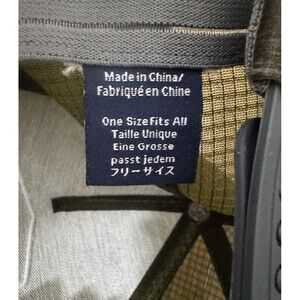 Made in China/
Fabriqué en Chine
One Size Fits All
Taille Unique
Eine Grosse
passt jedem
フリーサイズ